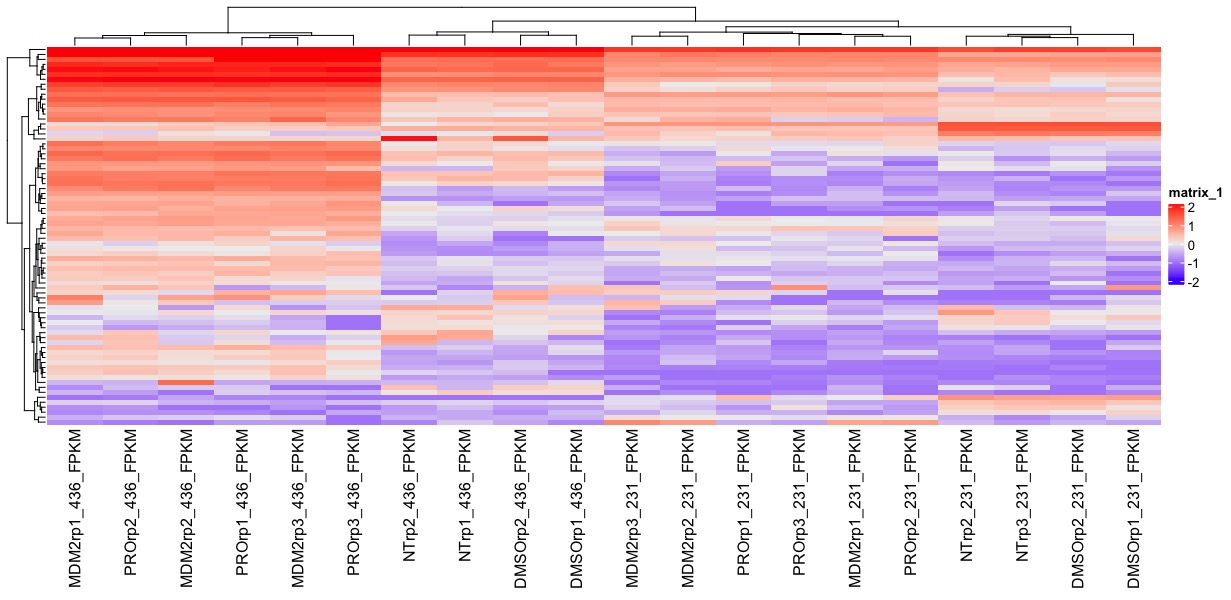 matrix_1
2
1
0
-1
-2
MDM2rp1_436_FPKM
PROrp2_436_FPKM
MDM2rp2_436_FPKM
PROrp1_436_FPKM
MDM2rp3_436_FPKM
PROrp3_436_FPKM
NTrp2_436_FPKM
NTrp1_436_FPKM
DMSOrp2_436_FPKM
DMSOrp1_436_FPKM
MDM2rp3_231_FPKM
MDM2rp2_231_FPKM
PROrp1_231_FPKM
PROrp3_231_FPKM
MDM2rp1_231_FPKM
PROrp2_231_FPKM
NTrp2_231_FPKM
NTrp3_231_FPKM
DMSOrp2_231_FPKM
DMSOrp1_231_FPKM